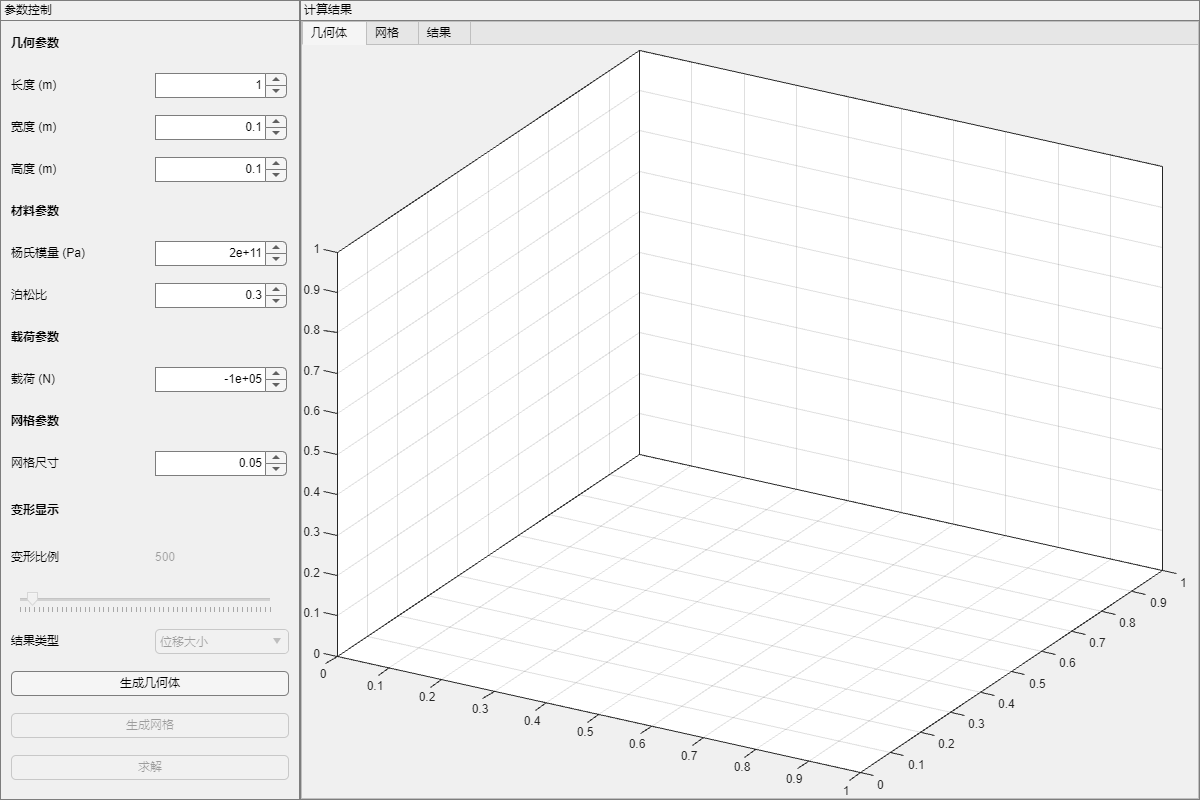 参数控制
几何参数
长度 (m) 1
宽度 (m) 0.1
高度 (m) 0.1
材料参数
杨氏模量 (Pa) 2e+11
泊松比 0.3
载荷参数
载荷 (N) -1e+05
网格参数
网格尺寸 0.05
变形显示
变形比例 500
结果类型 位移大小
生成几何体
生成网格
求解
计算结果
几何体 网格 结果
1
0.9
0.8
0.7
0.6
0.5
0.4
0.3
0.2
0.1
0
0
0.1
0.2
0.3
0.4
0.5
0.6
0.7
0.8
0.9
1
0
0.1
0.2
0.3
0.4
0.5
0.6
0.7
0.8
0.9
1